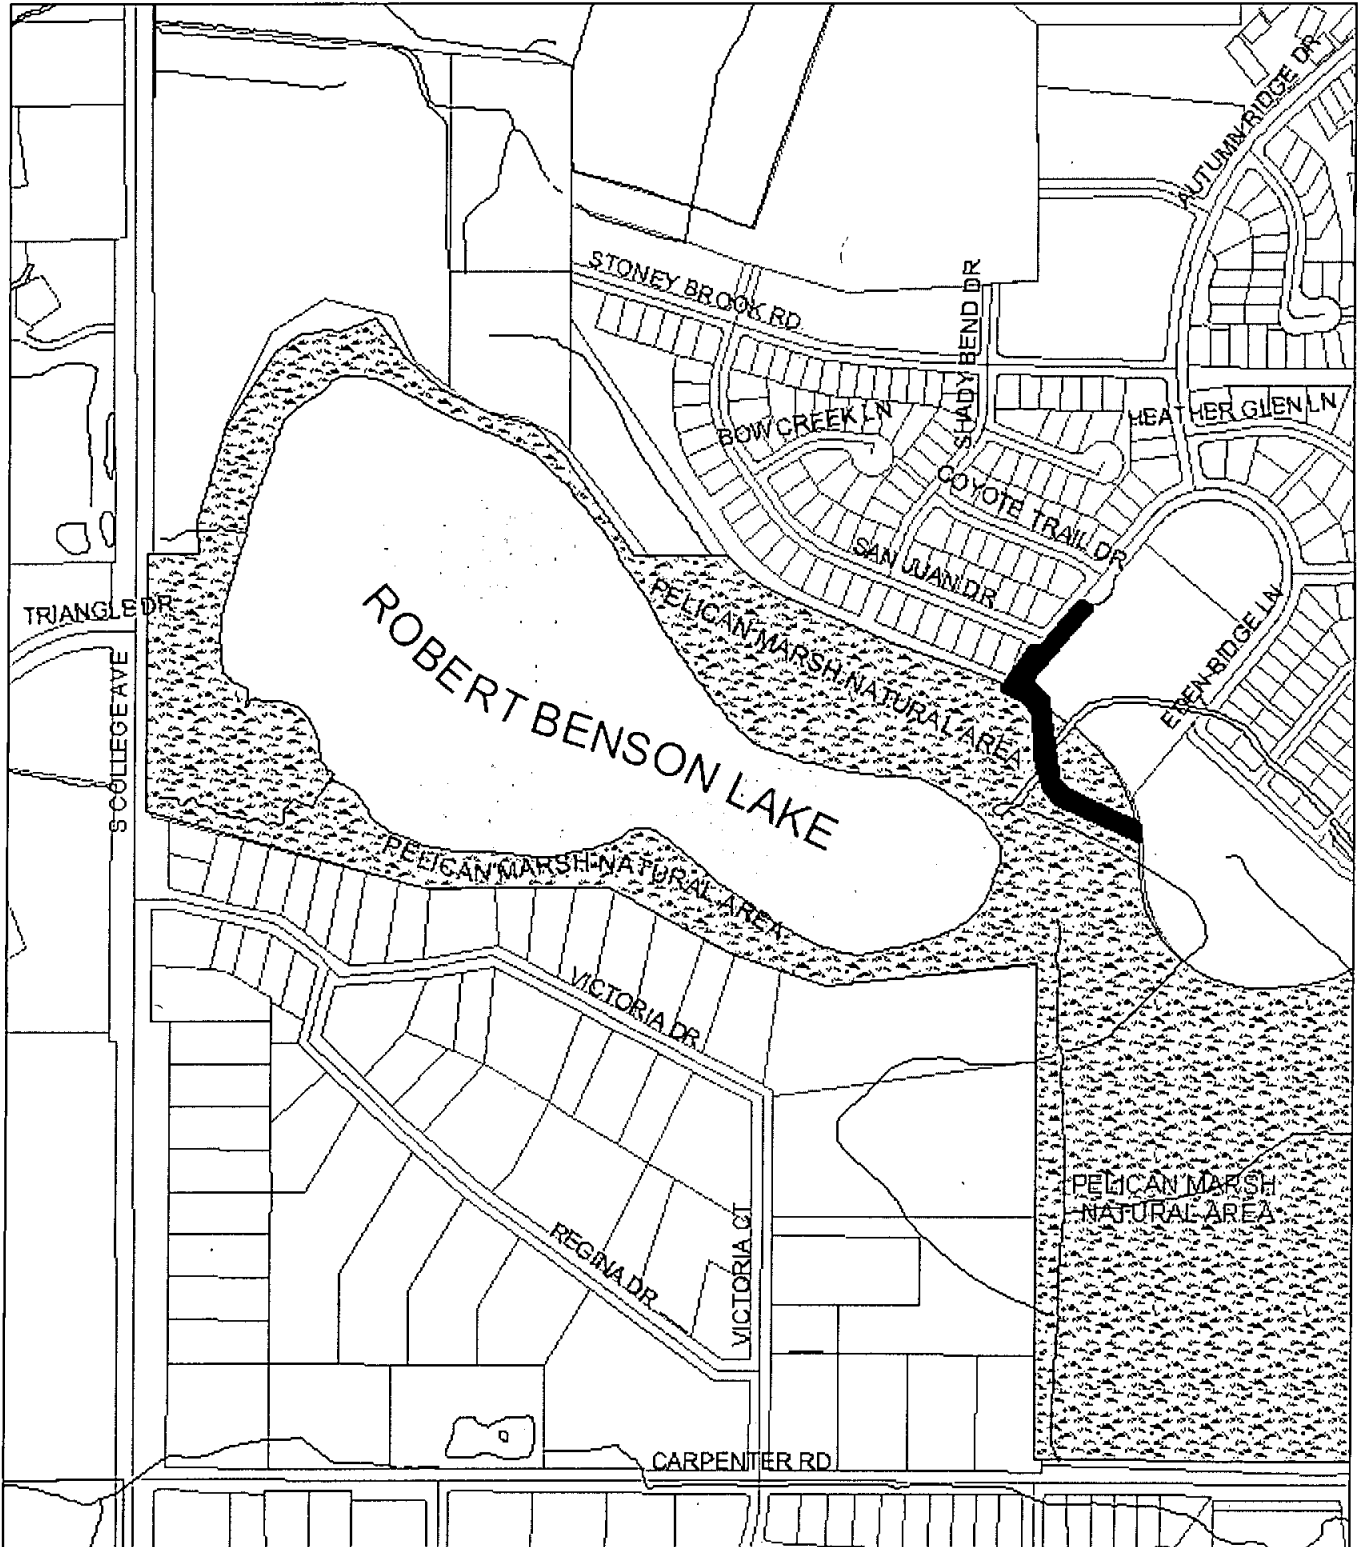 AUTUMN RIDGE DR
STONEY BROOK RD
SHADY BEND DR
HEATHER GLEN LN
BOW CREEK LN
COYOTE TRAIL DR
SAN JUAN DR
TRIANGLE DR
PELICAN MARSH NATURAL AREA
EDEN RIDGE LN
ROBERT BENSON LAKE
S COLLEGE AVE
PELICAN MARSH NATURAL AREA
VICTORIA DR
PELICAN MARSH
NATURAL AREA
REGINA DR
VICTORIA CT
CARPENTER RD